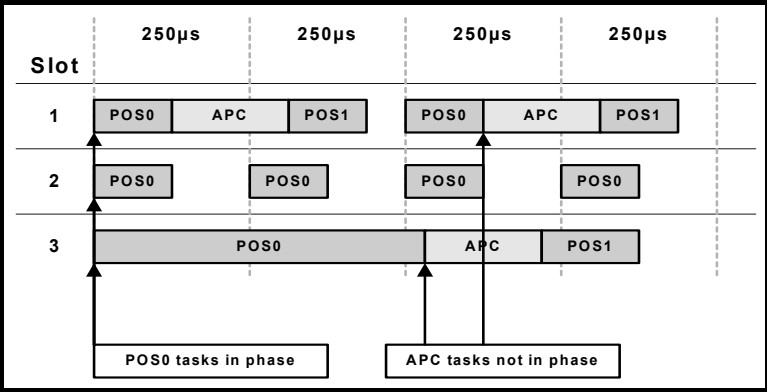 250µs 250µs 250µs 250µs
Slot
1 POS0 APC POS1 POS0 APC POS1
2 POS0 POS0 POS0 POS0
3 POS0 APC POS1
POS0 tasks in phase APC tasks not in phase